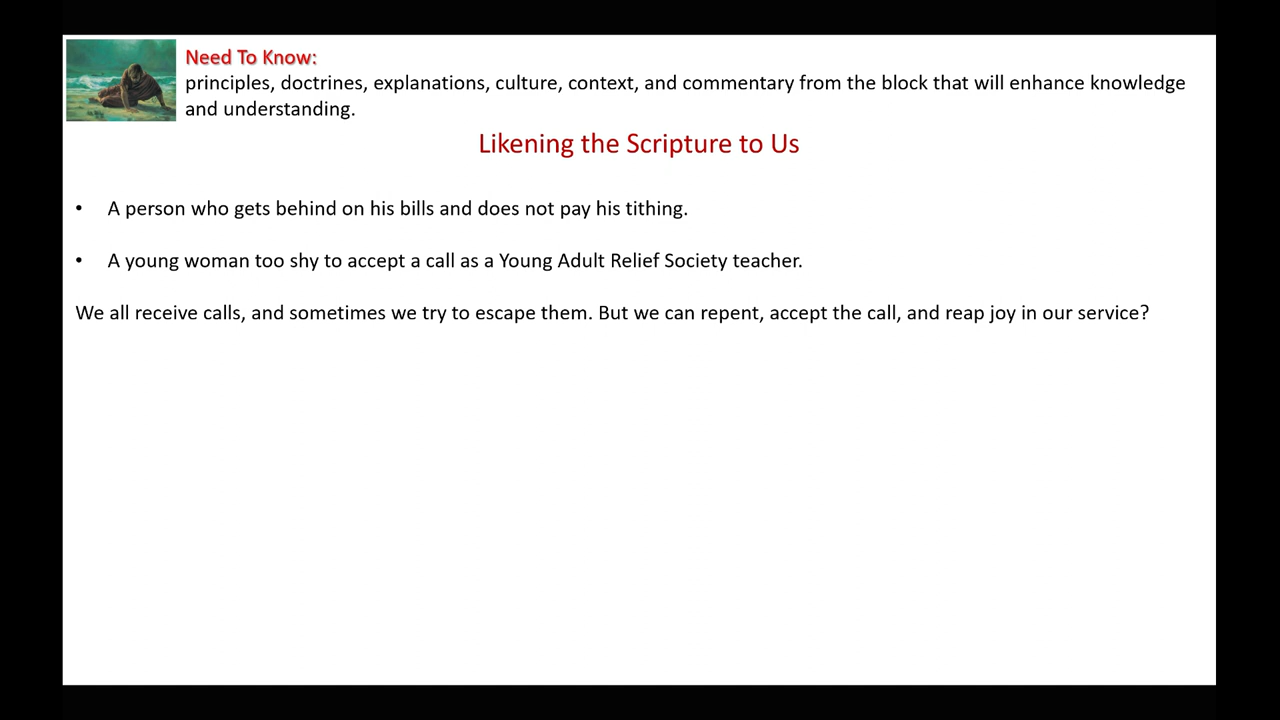 Need To Know:
principles, doctrines, explanations, culture, context, and commentary from the block that will enhance knowledge
and understanding.
Likening the Scripture to Us
• A person who gets behind on his bills and does not pay his tithing.
• A young woman too shy to accept a call as a Young Adult Relief Society teacher.
We all receive calls, and sometimes we try to escape them. But we can repent, accept the call, and reap joy in our service?